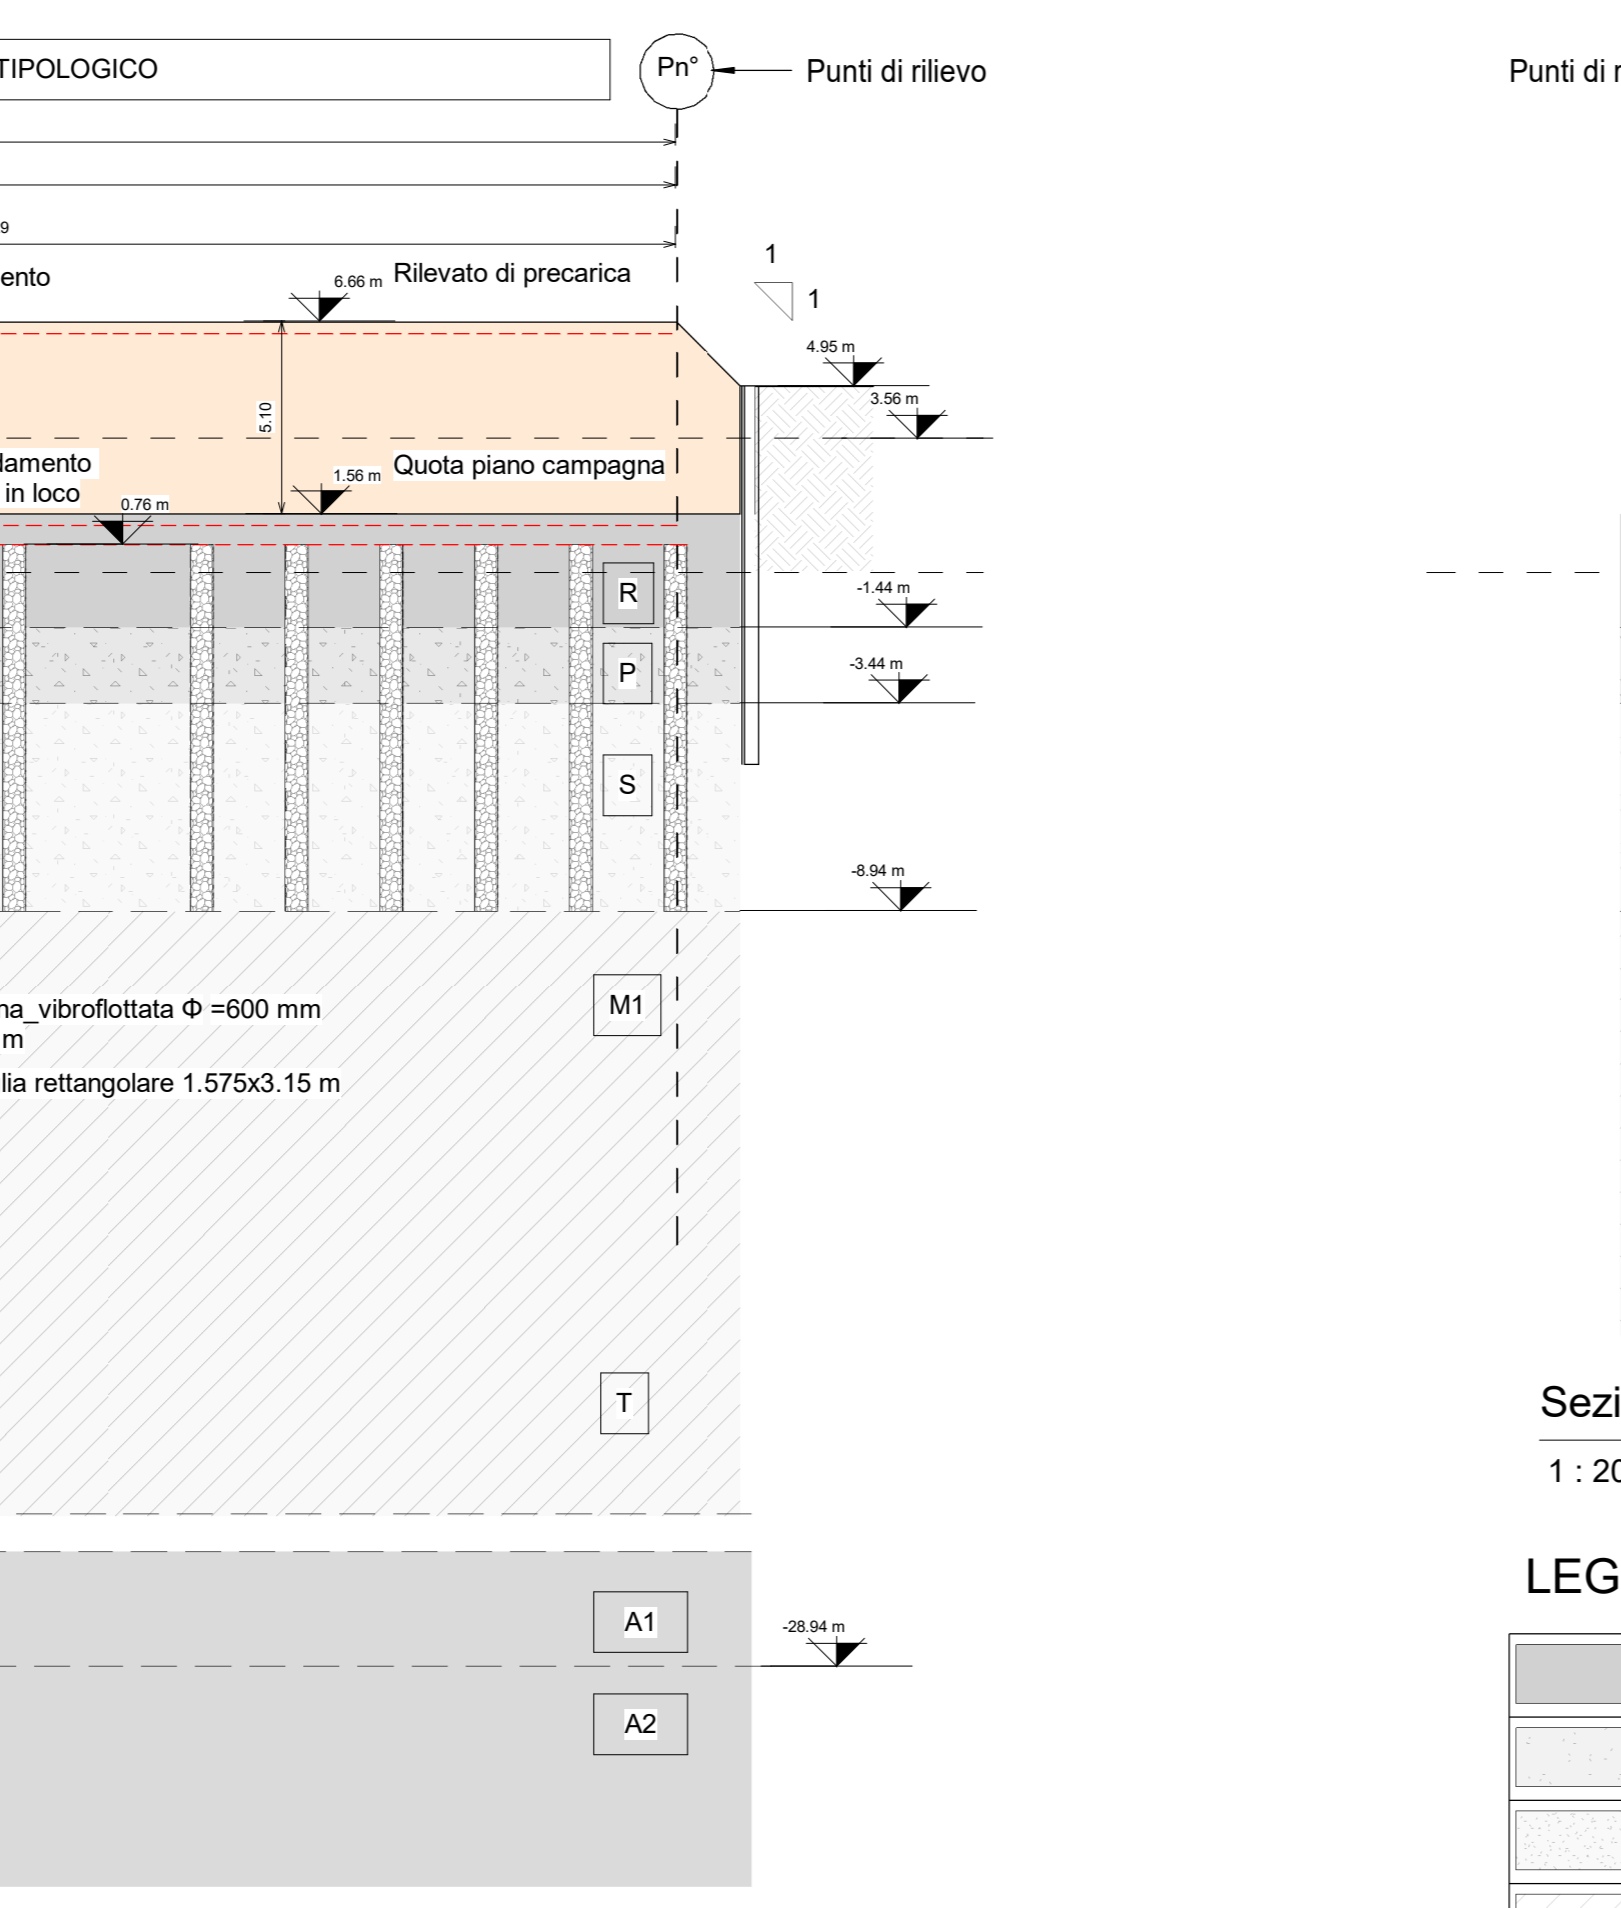 TIPOLOGICO
Pn°
Punti di rilievo
Punti di
9
ento
6.66 m
Rilevato di precarica
1
1
4.95 m
3.56 m
5.10
damento
in loco
1.56 m
Quota piano campagna
0.76 m
R
-1.44 m
P
-3.44 m
S
-8.94 m
M1
na_vibroflottata Φ =600 mm
m
lia rettangolare 1.575x3.15 m
T
Sezi
1 : 20
LEG
A1
-28.94 m
A2